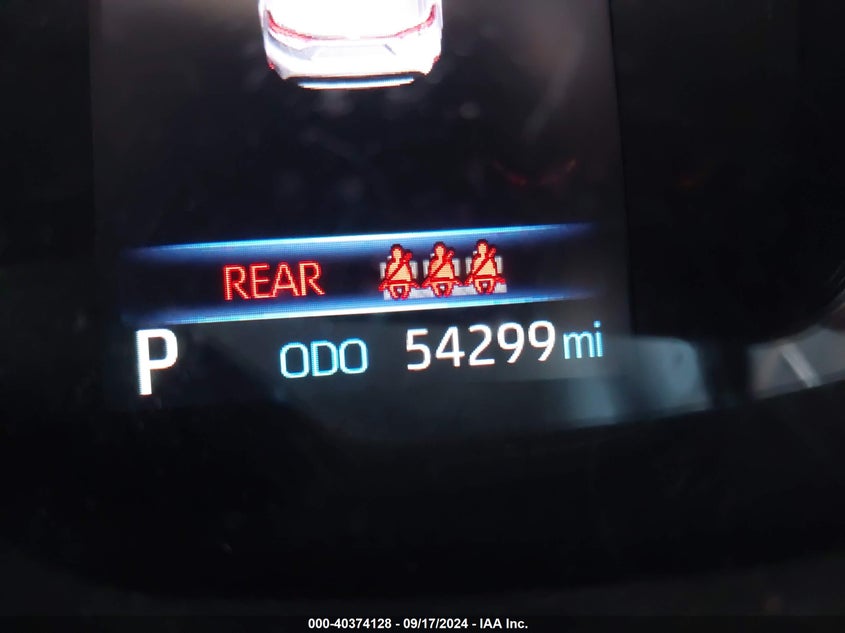 REAR
P ODO 54299 mi
000-40374128 - 09/17/2024 - IAA Inc.